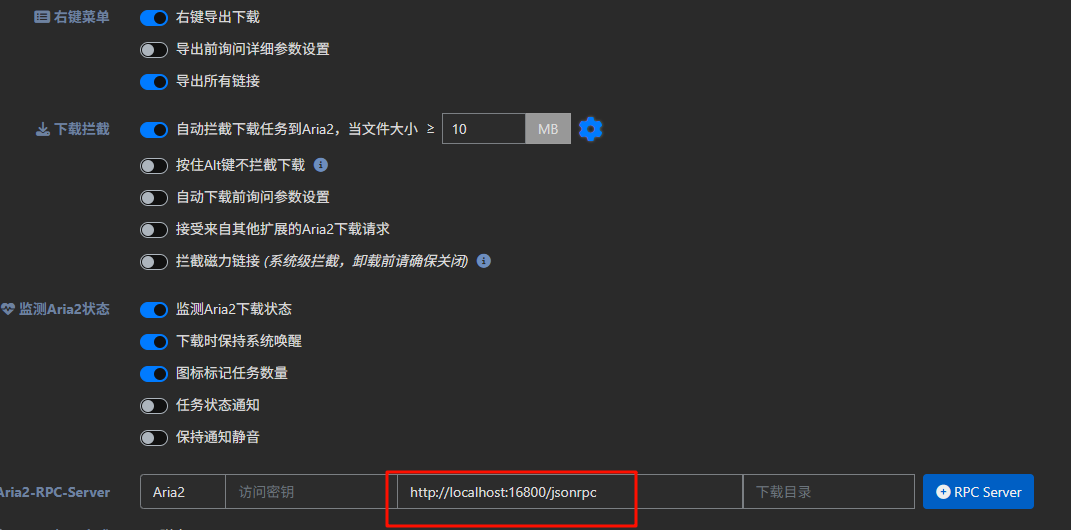 右键菜单 右键导出下载
导出前询问详细参数设置
导出所有链接
下载拦截 自动拦截下载任务到Aria2，当文件大小 ≥ 10 MB
按住Alt键不拦截下载
自动下载前询问参数设置
接受来自其他扩展的Aria2下载请求
拦截磁力链接 (系统级拦截，卸载前请确保关闭)
监测Aria2状态 监测Aria2下载状态
下载时保持系统唤醒
图标标记任务数量
任务状态通知
保持通知静音
Aria2-RPC-Server Aria2 访问密钥 http://localhost:16800/jsonrpc 下载目录 RPC Server